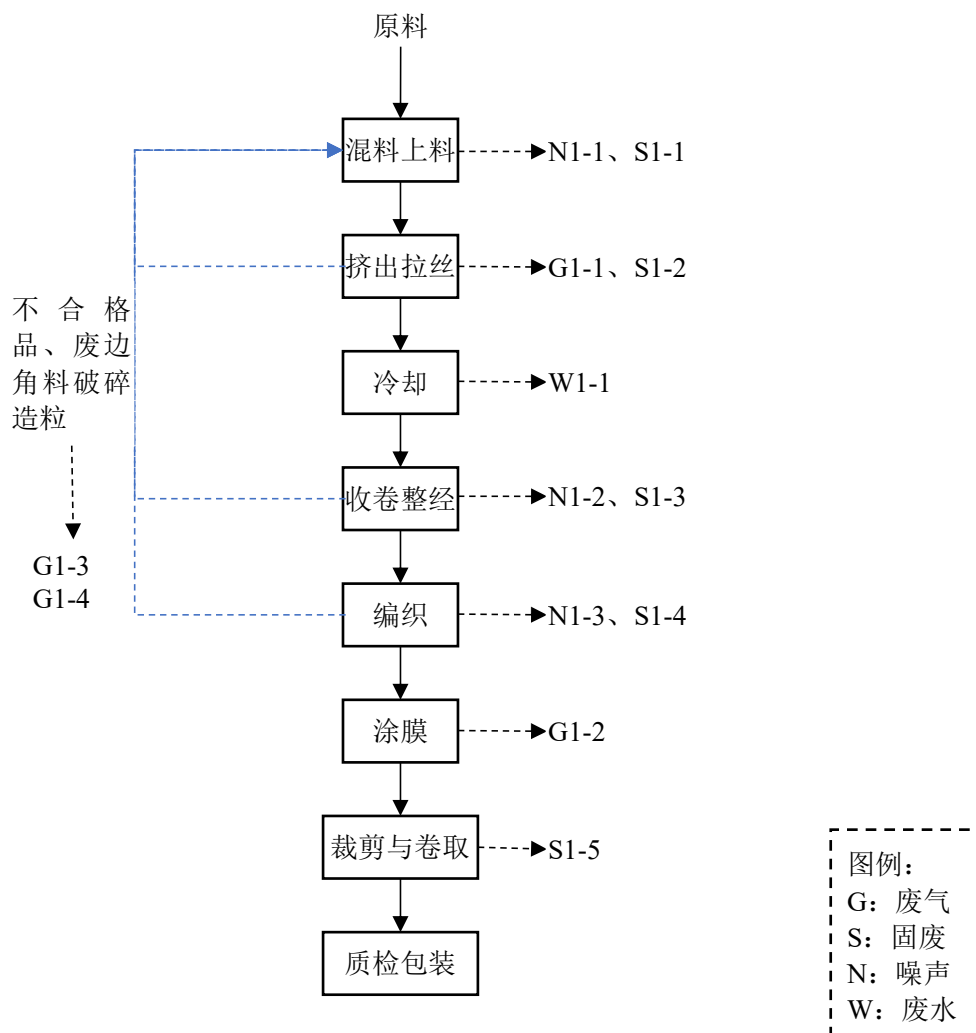 原料
混料上料
N1-1、S1-1
挤出拉丝
G1-1、S1-2
不合格
品、废边
角料破碎
造粒
冷却
W1-1
收卷整经
N1-2、S1-3
G1-3
G1-4
编织
N1-3、S1-4
涂膜
G1-2
裁剪与卷取
S1-5
质检包装
图例：
G：废气
S：固废
N：噪声
W：废水